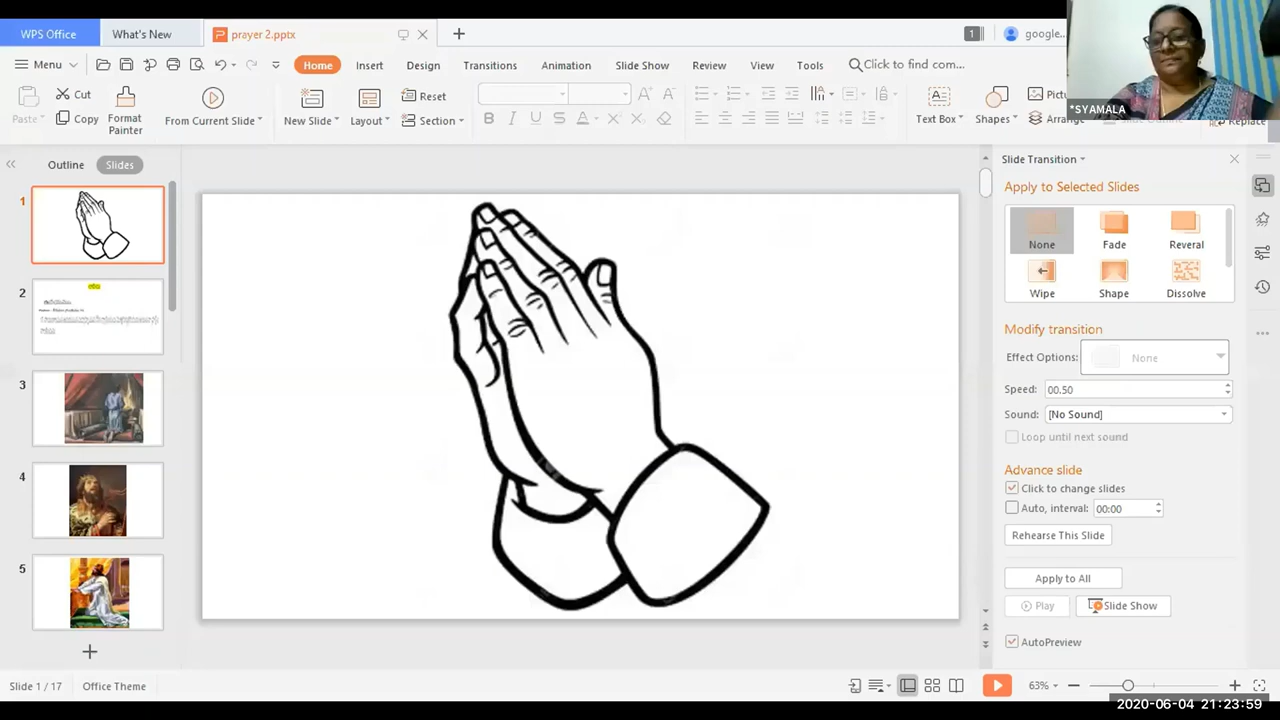 WPS Office
What's New
prayer 2.pptx
1
google...
Menu
Home
Insert
Design
Transitions
Animation
Slide Show
Review
View
Tools
Click to find com...
Cut
Copy
Format
Painter
From Current Slide
New Slide
Layout
Reset
Section
B I U S A
Text Box
Shapes
Arrange
Replace
*SYAMALA
Outline
Slides
1
2
3
4
5
Slide Transition
Apply to Selected Slides
None
Fade
Reveral
Wipe
Shape
Dissolve
Modify transition
Effect Options:
None
Speed:
00.50
Sound:
[No Sound]
Loop until next sound
Advance slide
Click to change slides
Auto, interval:
00:00
Rehearse This Slide
Apply to All
Play
Slide Show
AutoPreview
Slide 1 / 17
Office Theme
63%
2020-06-04 21:23:59